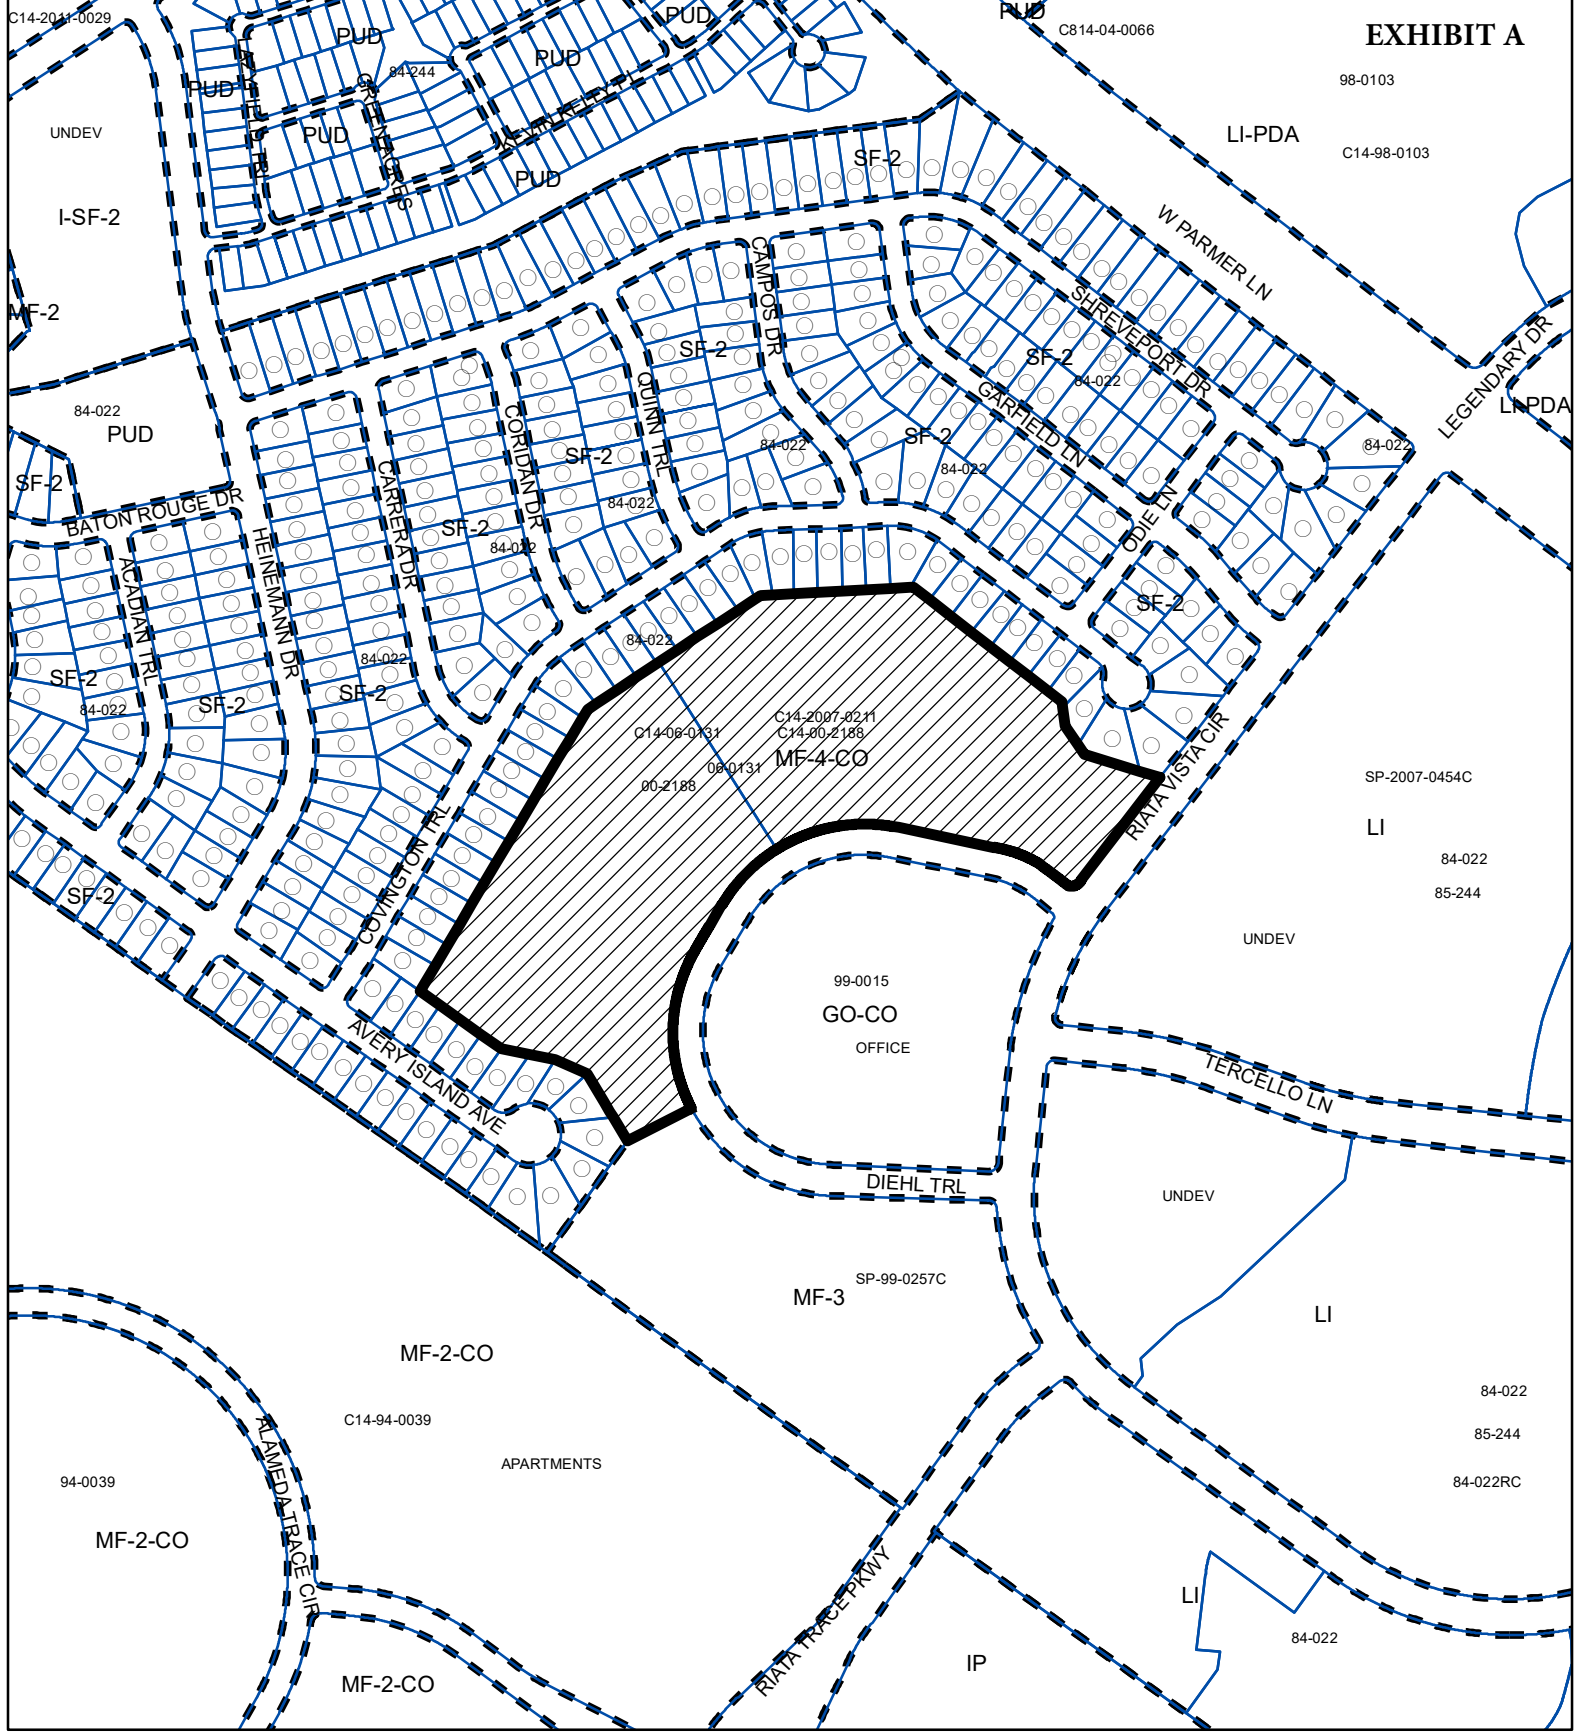 C14-2011-0029
PUD
PUD
C814-04-0066
EXHIBIT A
PUD
PUD
84-244
98-0103
PUD
LAZYFIELD TRL
GREENACRES
KEVIN KELLY PL
UNDEV
PUD
LI-PDA
C14-98-0103
SF-2
PUD
I-SF-2
W PARMER LN
CAMPOS DR
MF-2
SHREVEPORT DR
LEGENDARY DR
SF-2
SF-2
84-022
QUINN TRL
GARFIELD LN
LI-PDA
84-022
PUD
CORIDAN DR
SF-2
84-022
84-022
SF-2
84-022
SF-2
CARRERA DR
BATON ROUGE DR
84-022
SF-2
84-022
ODIE LN
HEINEMANN DR
ACADIAN TRL
SF-2
84-022
84-022
SF-2
SF-2
SF-2
84-022
C14-2007-0211
C14-06-0131
C14-00-2188
MF-4-CO
06-0131
00-2188
RIATA VISTA CIR
SP-2007-0454C
LI
84-022
85-244
COVINGTON TRL
SF-2
UNDEV
99-0015
GO-CO
OFFICE
AVERY ISLAND AVE
TERCELLO LN
DIEHL TRL
UNDEV
SP-99-0257C
MF-3
LI
MF-2-CO
84-022
C14-94-0039
85-244
APARTMENTS
94-0039
84-022RC
ALAMEDA TRACE CIR
MF-2-CO
RIATA TRACE PKWY
LI
84-022
IP
MF-2-CO